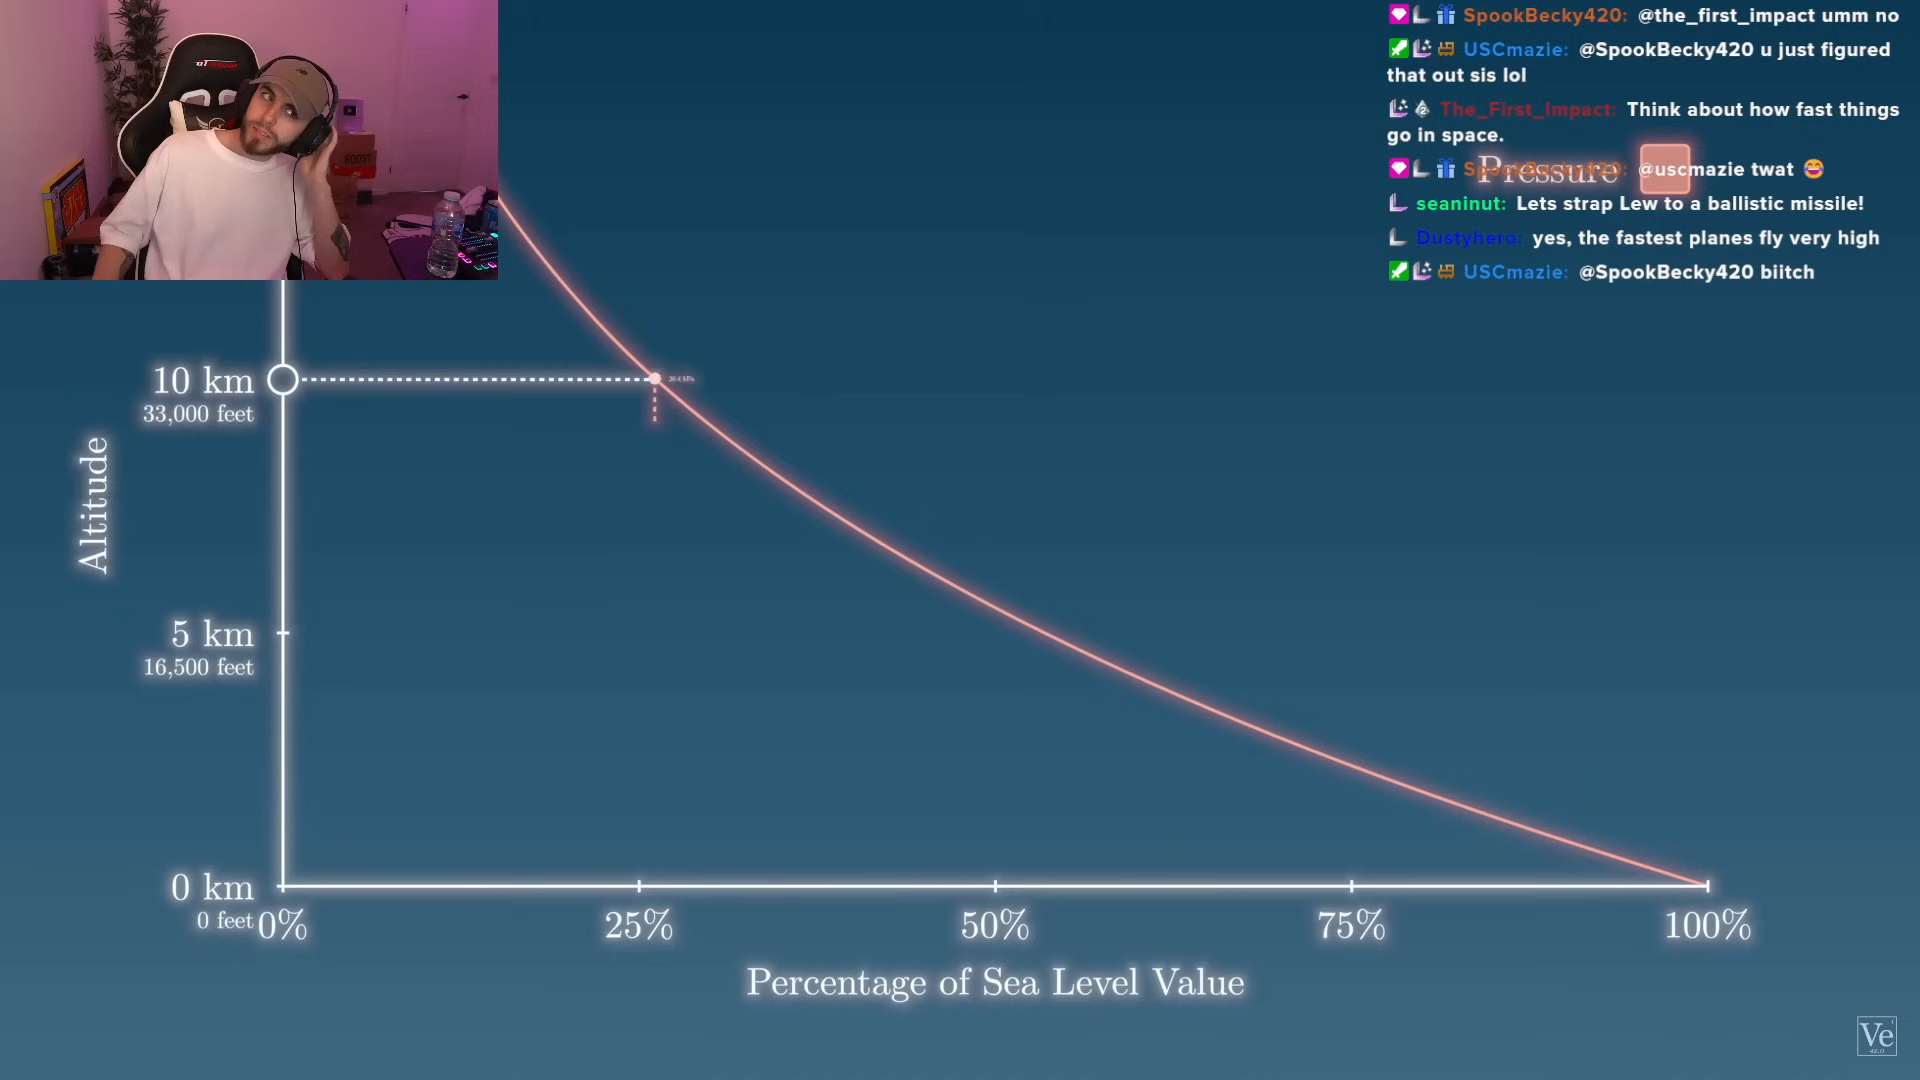 SpookBecky420: @the_first_impact umm no
USCmazie: @SpookBecky420 u just figured
that out sis lol
The_First_Impact: Think about how fast things
go in space.
SpookBecky420: @uscmazie twat 😂
Pressure
seaninut: Lets strap Lew to a ballistic missile!
Dustyhero: yes, the fastest planes fly very high
USCmazie: @SpookBecky420 biitch
BOOST
10 km
33,000 feet
Altitude
5 km
16,500 feet
0 km
0 feet
0%
25%
50%
75%
100%
Percentage of Sea Level Value
Ve